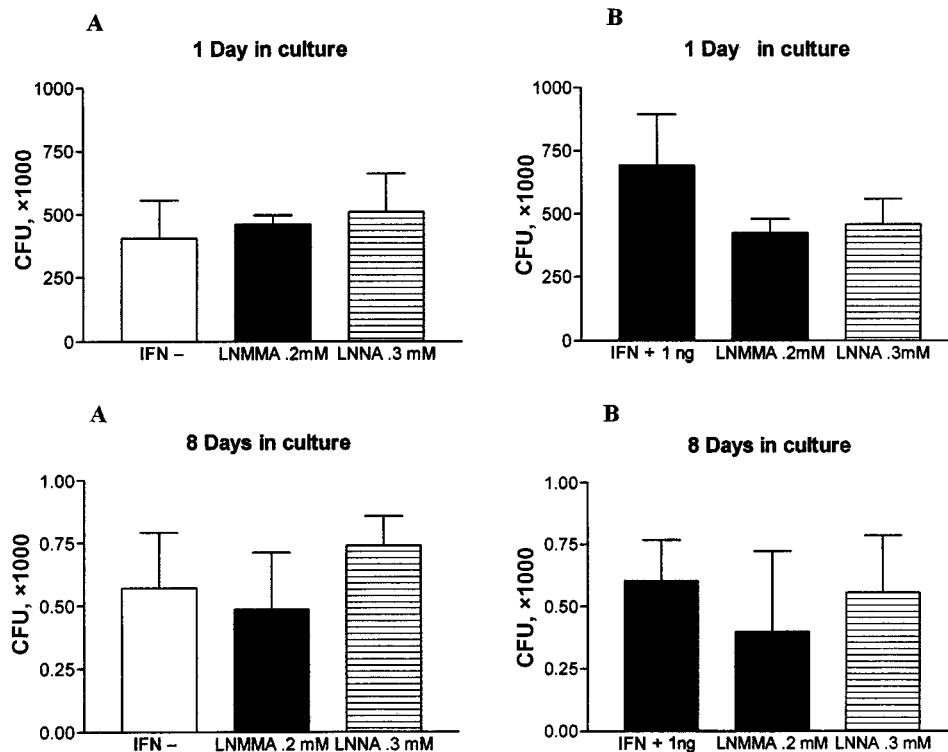 A
1 Day in culture
CFU, ×1000
1000
750
500
250
0
IFN –
LNMMA .2mM
LNNA .3 mM
B
1 Day in culture
CFU, ×1000
1000
750
500
250
0
IFN + 1 ng
LNMMA .2mM
LNNA .3mM
A
8 Days in culture
CFU, ×1000
1.00
0.75
0.50
0.25
0.00
IFN –
LNMMA .2 mM
LNNA .3 mM
B
8 Days in culture
CFU, ×1000
1.00
0.75
0.50
0.25
0.00
IFN + 1ng
LNMMA .2 mM
LNNA .3 mM